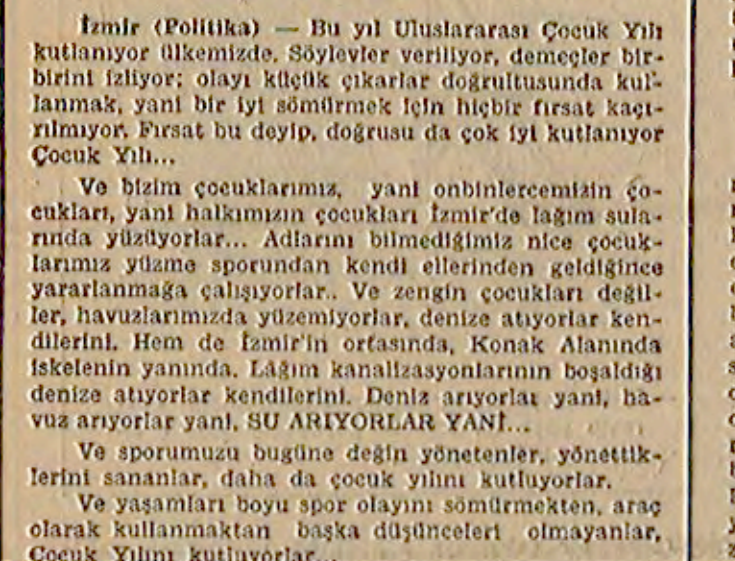 İzmir (Politika) — Bu yıl Uluslararası Çocuk Yılı
kutlanıyor ülkemizde. Söylevler veriliyor, demeçler bir-
birini izliyor; olayı küçük çıkarlar doğrultusunda kul-
lanmak, yani bir iyi sömürmek için hiçbir fırsat kaçı-
rılmıyor. Fırsat bu deyip, doğrusu da çok iyi kutlanıyor
Çocuk Yılı...
Ve bizim çocuklarımız, yani onbinlercemizin ço-
cukları, yani halkımızın çocukları İzmir'de lağım sula-
rında yüzüyorlar... Adlarını bilmediğimiz nice çocuk-
larımız yüzme sporundan kendi ellerinden geldiğince
yararlanmağa çalışıyorlar.. Ve zengin çocukları değil-
ler, havuzlarımızda yüzemiyorlar, denize atıyorlar ken-
dilerini. Hem de İzmir'in ortasında, Konak Alanında
iskelenin yanında. Lâğım kanalizasyonlarının boşaldığı
denize atıyorlar kendilerini. Deniz arıyorlar yani, ha-
vuz arıyorlar yani, SU ARIYORLAR YANİ...
Ve sporumuzu bugüne değin yönetenler, yönettik-
lerini sananlar, daha da çocuk yılını kutluyorlar.
Ve yaşamları boyu spor olayını sömürmekten, araç
olarak kullanmaktan başka düşünceleri olmayanlar,
Çocuk Yılını kutluyorlar...